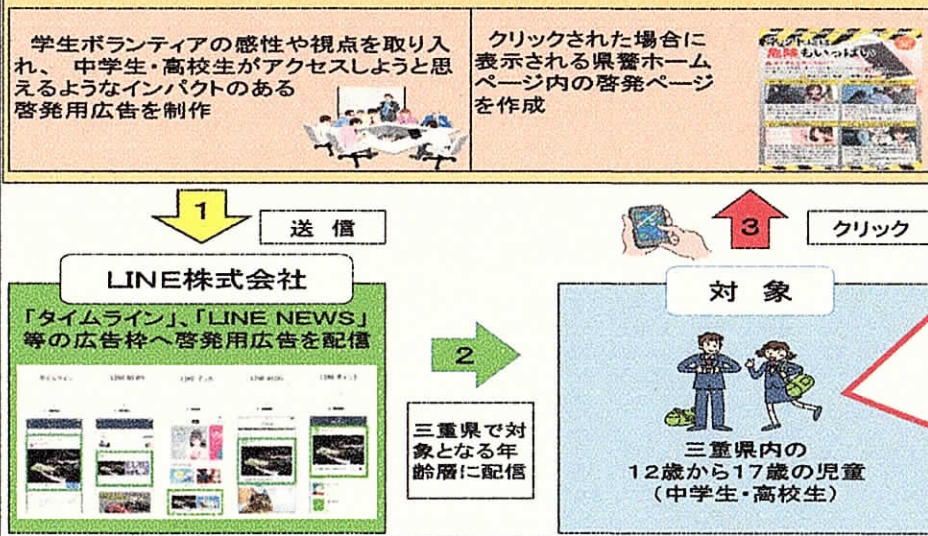 学生ボランティアの感性や視点を取り入
れ、 中学生・高校生がアクセスしようと思
えるようなインパクトのある
啓発用広告を制作
クリックされた場合に
表示される県警ホーム
ページ内の啓発ページ
を作成
1
送 信
3
クリック
LINE株式会社
「タイムライン」、「LINE NEWS」
等の広告枠へ啓発用広告を配信
タイムライン
LINE NEWS
2
三重県で対
象となる年
齢層に配信
対 象
三重県内の
12歳から17歳の児童
(中学生・高校生)